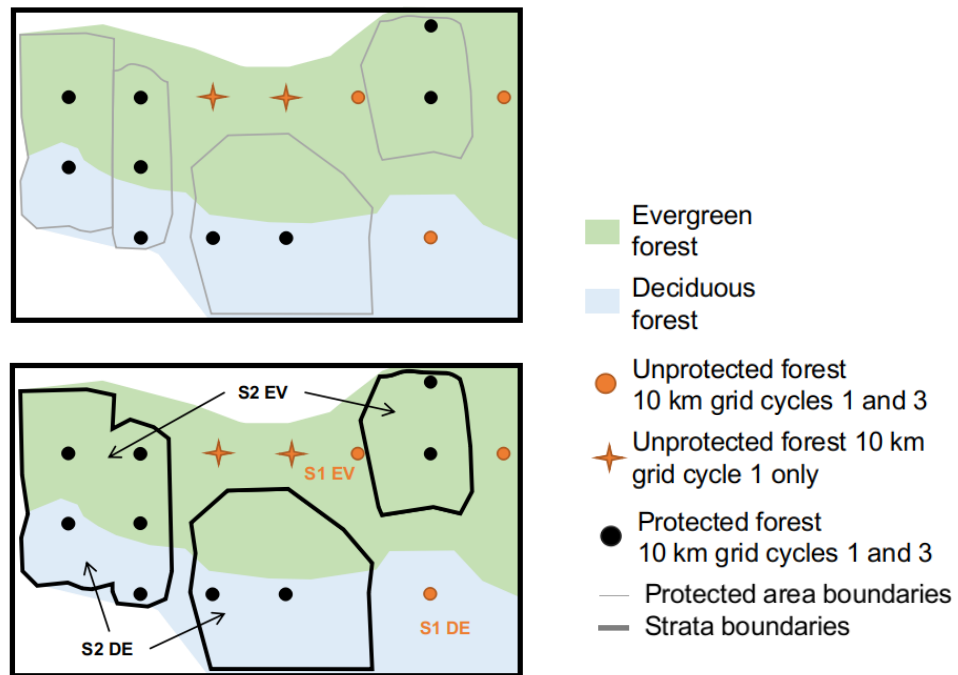 Evergreen
forest
Deciduous
forest
Unprotected forest
10 km grid cycles 1 and 3
Unprotected forest 10 km
grid cycle 1 only
Protected forest
10 km grid cycles 1 and 3
Protected area boundaries
Strata boundaries
S2 EV
S1 EV
S1 DE
S2 DE